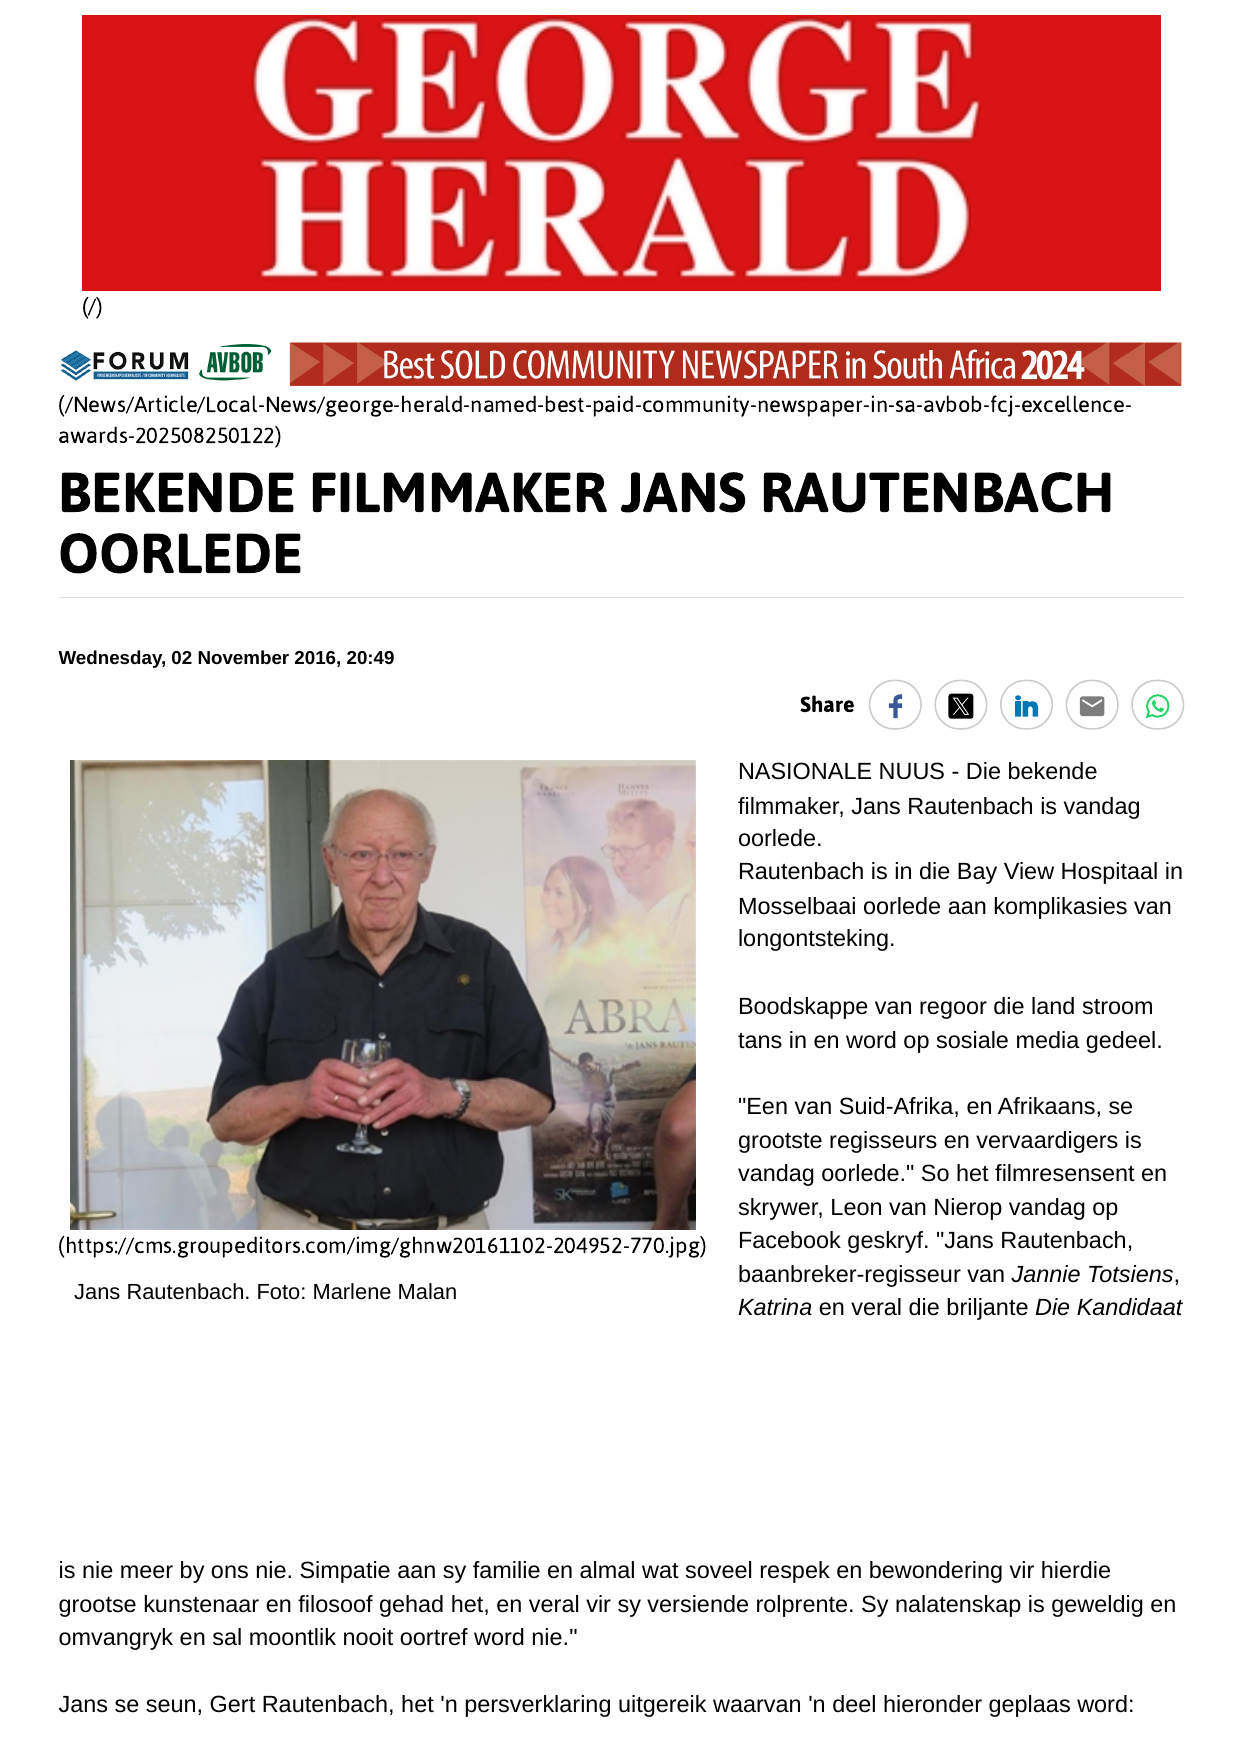 GEORGE
HERALD
(/)
FORUM AVBOB Best SOLD COMMUNITY NEWSPAPER in South Africa 2024
(/News/Article/Local-News/george-herald-named-best-paid-community-newspaper-in-sa-avbob-fcj-excellence-
awards-202508250122)
BEKENDE FILMMAKER JANS RAUTENBACH
OORLEDE
Wednesday, 02 November 2016, 20:49
Share
ABRA
'n JANS RAUTEN
SK
(https://cms.groupeditors.com/img/ghnw20161102-204952-770.jpg)
Jans Rautenbach. Foto: Marlene Malan
NASIONALE NUUS - Die bekende
filmmaker, Jans Rautenbach is vandag
oorlede.
Rautenbach is in die Bay View Hospitaal in
Mosselbaai oorlede aan komplikasies van
longontsteking.
Boodskappe van regoor die land stroom
tans in en word op sosiale media gedeel.
"Een van Suid-Afrika, en Afrikaans, se
grootste regisseurs en vervaardigers is
vandag oorlede." So het filmresensent en
skrywer, Leon van Nierop vandag op
Facebook geskryf. "Jans Rautenbach,
baanbreker-regisseur van Jannie Totsiens,
Katrina en veral die briljante Die Kandidaat
is nie meer by ons nie. Simpatie aan sy familie en almal wat soveel respek en bewondering vir hierdie
grootse kunstenaar en filosoof gehad het, en veral vir sy versiende rolprente. Sy nalatenskap is geweldig en
omvangryk en sal moontlik nooit oortref word nie."
Jans se seun, Gert Rautenbach, het 'n persverklaring uitgereik waarvan 'n deel hieronder geplaas word: